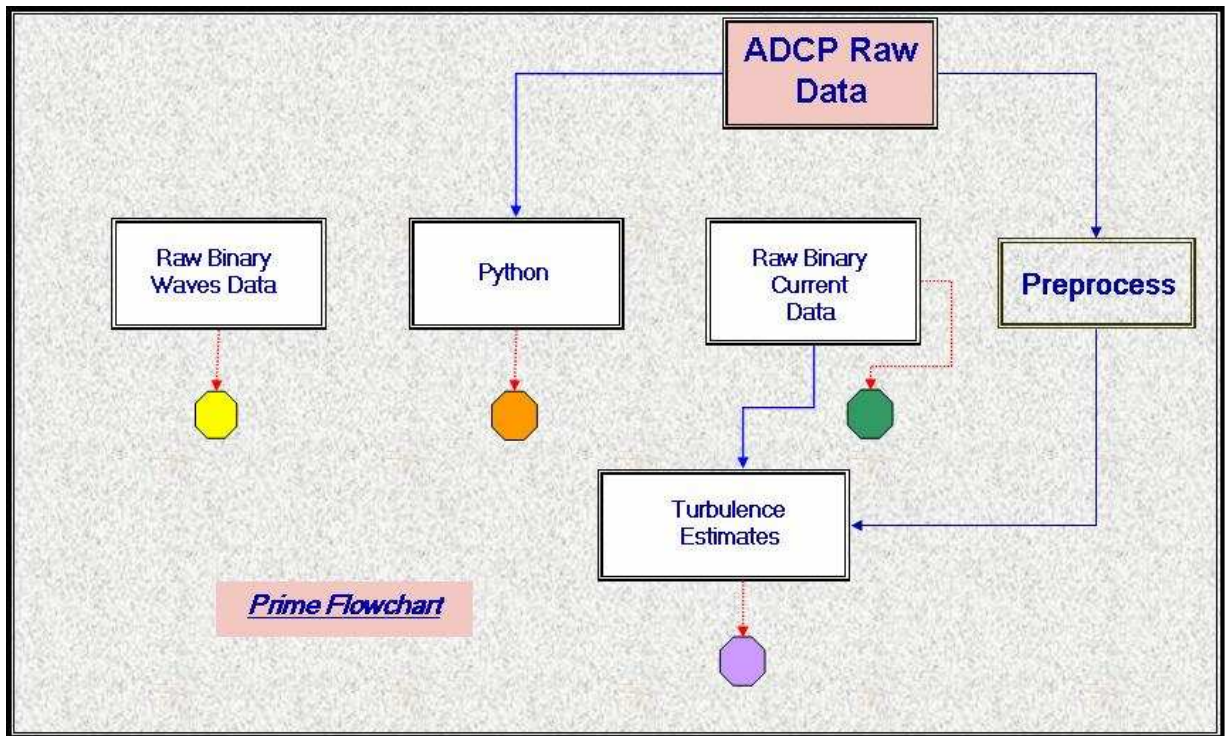 ADCP Raw
Data
Raw Binary
Waves Data
Python
Raw Binary
Current
Data
Preprocess
Turbulence
Estimates
Prime Flowchart